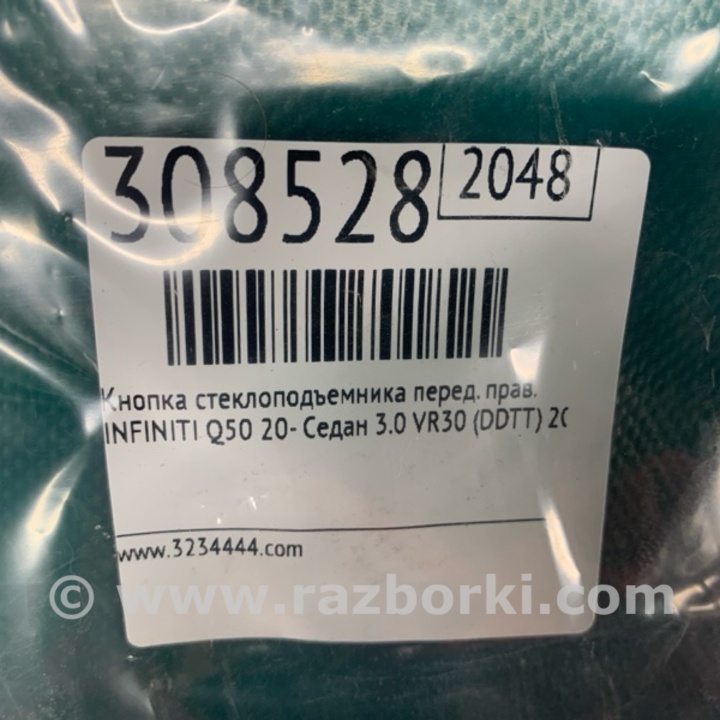 308528
2048
Кнопка стеклоподъемника перед. прав.
INFINITI Q50 20- Седан 3.0 VR30 (DDTT)
www.3234444.com
© www.razborki.com